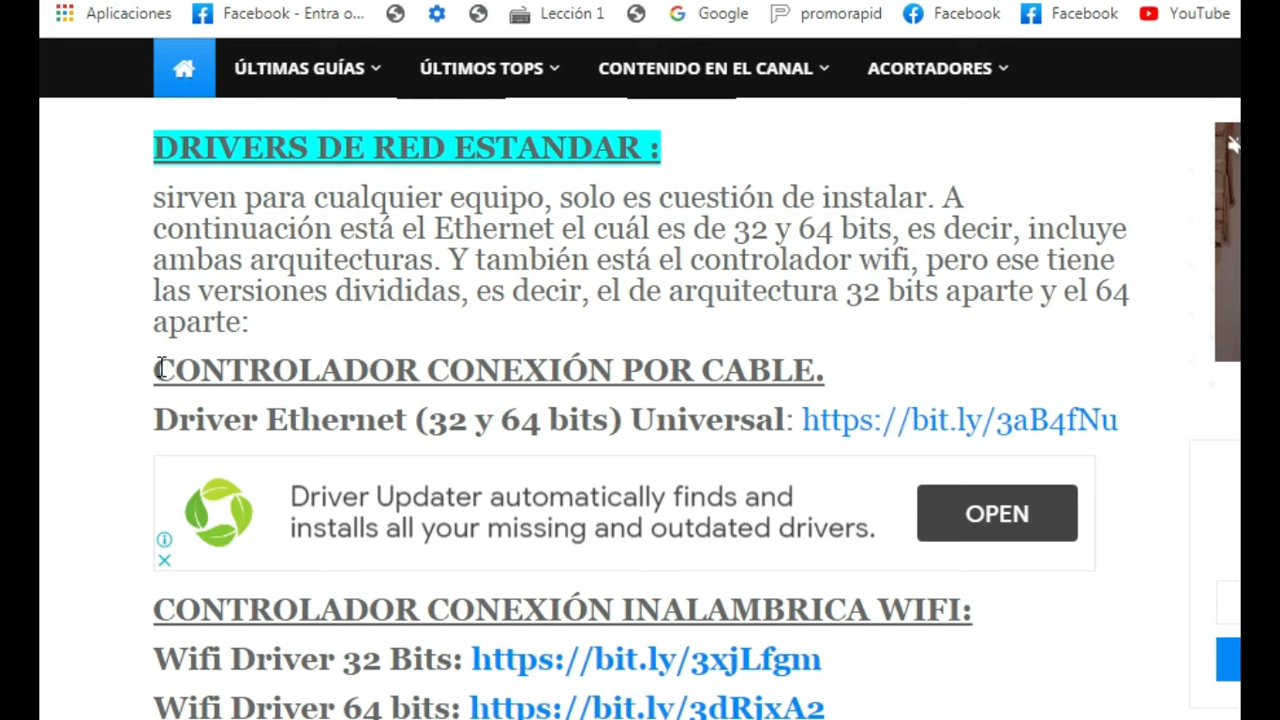 Aplicaciones Facebook - Entra o... Lección 1 Google promorapid Facebook Facebook YouTube
ÚLTIMAS GUÍAS ÚLTIMOS TOPS CONTENIDO EN EL CANAL ACORTADORES
DRIVERS DE RED ESTANDAR :
sirven para cualquier equipo, solo es cuestión de instalar. A
continuación está el Ethernet el cuál es de 32 y 64 bits, es decir, incluye
ambas arquitecturas. Y también está el controlador wifi, pero ese tiene
las versiones divididas, es decir, el de arquitectura 32 bits aparte y el 64
aparte:
CONTROLADOR CONEXIÓN POR CABLE.
Driver Ethernet (32 y 64 bits) Universal: https://bit.ly/3aB4fNu
Driver Updater automatically finds and
installs all your missing and outdated drivers.
OPEN
CONTROLADOR CONEXIÓN INALAMBRICA WIFI:
Wifi Driver 32 Bits: https://bit.ly/3xjLfgm
Wifi Driver 64 bits: https://bit.ly/3dRjxA2